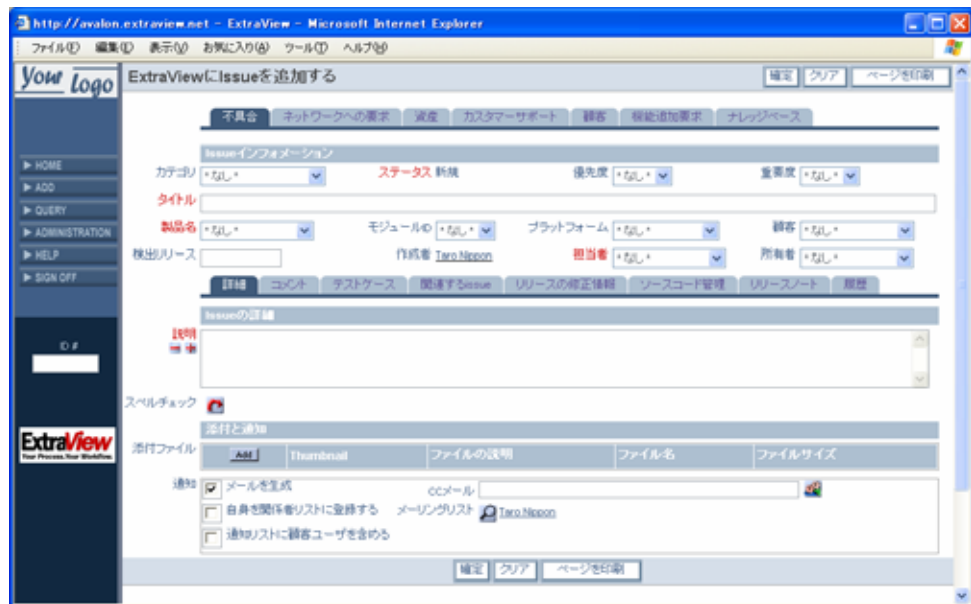 http://avalon.extraview.net - ExtraView - Microsoft Internet Explorer
ファイル(F) 編集(E) 表示(V) お気に入り(A) ツール(T) ヘルプ(H)
Your Logo
ExtraViewにIssueを追加する 確定 クリア ページを印刷
不具合 ネットワークへの要求 資産 カスタマーサポート 顧客 機能追加要求 ナレッジベース
Issueインフォメーション
HOME
ADD
QUERY
ADMINISTRATION
HELP
SIGN OFF
カテゴリ *なし* ステータス 新規 優先度 *なし* 重要度 *なし*
タイトル
製品名 *なし* モジュールID *なし* プラットフォーム *なし* 顧客 *なし*
検出リリース 作成者 Taro.Nippon 担当者 *なし* 所有者 *なし*
詳細 コメント テストケース 関連するissue リリースの修正情報 ソースコード管理 リリースノート 履歴
Issueの詳細
説明
ID #
スペルチェック
添付と通知
ExtraView
Your Process. Your Workflow.
添付ファイル Add Thumbnail ファイルの説明 ファイル名 ファイルサイズ
通知 メールを生成 CCメール
自身を関係者リストに登録する メーリングリスト Taro.Nippon
通知リストに顧客ユーザを含める
確定 クリア ページを印刷